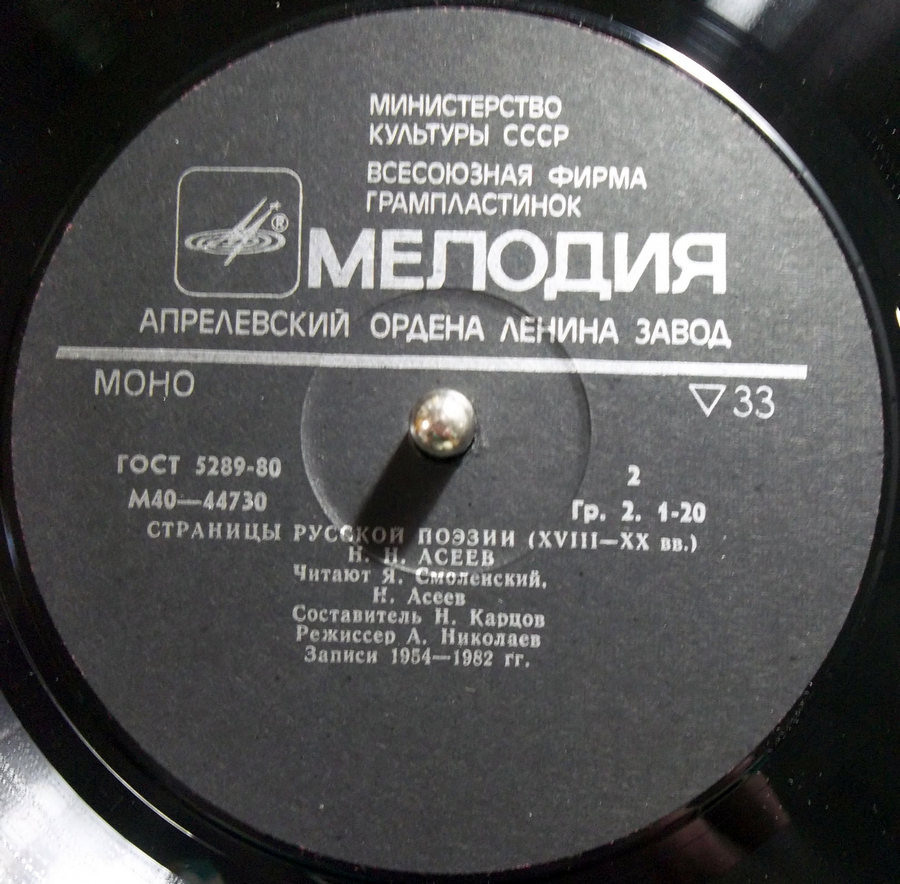 МИНИСТЕРСТВО
КУЛЬТУРЫ СССР
ВСЕСОЮЗНАЯ ФИРМА
ГРАМПЛАСТИНОК
®
МЕЛОДИЯ
АПРЕЛЕВСКИЙ ОРДЕНА ЛЕНИНА ЗАВОД
МОНО
▽33
ГОСТ 5289-80
2
М40—44730
Гр. 2. 1-20
СТРАНИЦЫ РУССКОЙ ПОЭЗИИ (XVIII—XX вв.)
Н. Н. АСЕЕВ
Читают Я. Смоленский,
Н. Асеев
Составитель Н. Карцов
Режиссер А. Николаев
Записи 1954—1982 гг.